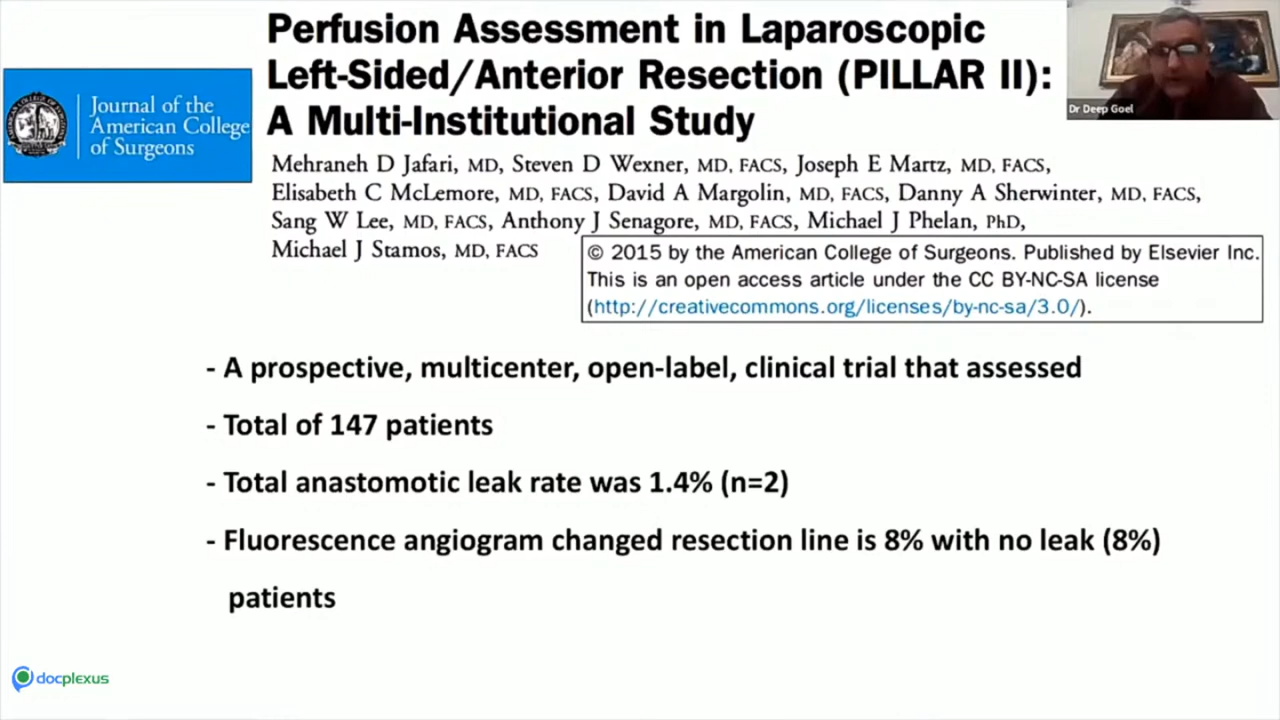 Perfusion Assessment in Laparoscopic
Left-Sided/Anterior Resection (PILLAR II):
A Multi-Institutional Study
Journal of the
American College
of Surgeons
Dr Deep Goel
Mehraneh D Jafari, MD, Steven D Wexner, MD, FACS, Joseph E Martz, MD, FACS,
Elisabeth C McLemore, MD, FACS, David A Margolin, MD, FACS, Danny A Sherwinter, MD, FACS,
Sang W Lee, MD, FACS, Anthony J Senagore, MD, FACS, Michael J Phelan, PhD,
Michael J Stamos, MD, FACS
© 2015 by the American College of Surgeons. Published by Elsevier Inc.
This is an open access article under the CC BY-NC-SA license
(http://creativecommons.org/licenses/by-nc-sa/3.0/).
- A prospective, multicenter, open-label, clinical trial that assessed
- Total of 147 patients
- Total anastomotic leak rate was 1.4% (n=2)
- Fluorescence angiogram changed resection line is 8% with no leak (8%)
patients
docplexus